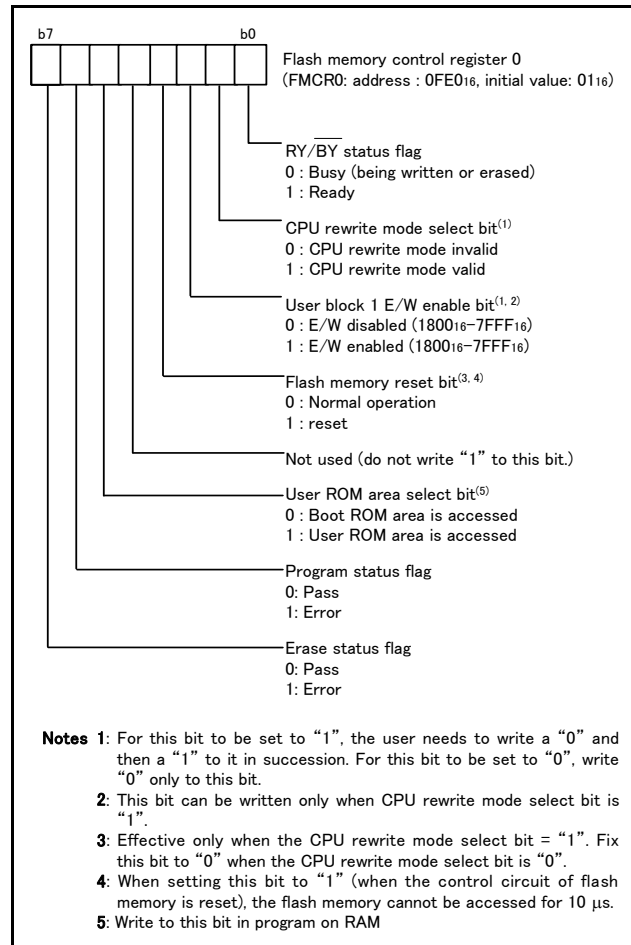 b7 b0
Flash memory control register 0
(FMCR0: address : 0FE016, initial value: 0116)
RY/BY status flag
0 : Busy (being written or erased)
1 : Ready
CPU rewrite mode select bit(1)
0 : CPU rewrite mode invalid
1 : CPU rewrite mode valid
User block 1 E/W enable bit(1, 2)
0 : E/W disabled (180016-7FFF16)
1 : E/W enabled (180016-7FFF16)
Flash memory reset bit(3, 4)
0 : Normal operation
1 : reset
Not used (do not write “1” to this bit.)
User ROM area select bit(5)
0 : Boot ROM area is accessed
1 : User ROM area is accessed
Program status flag
0: Pass
1: Error
Erase status flag
0: Pass
1: Error
Notes 1: For this bit to be set to “1”, the user needs to write a “0” and
then a “1” to it in succession. For this bit to be set to “0”, write
“0” only to this bit.
2: This bit can be written only when CPU rewrite mode select bit is
“1”.
3: Effective only when the CPU rewrite mode select bit = “1”. Fix
this bit to “0” when the CPU rewrite mode select bit is “0”.
4: When setting this bit to “1” (when the control circuit of flash
memory is reset), the flash memory cannot be accessed for 10 μs.
5: Write to this bit in program on RAM